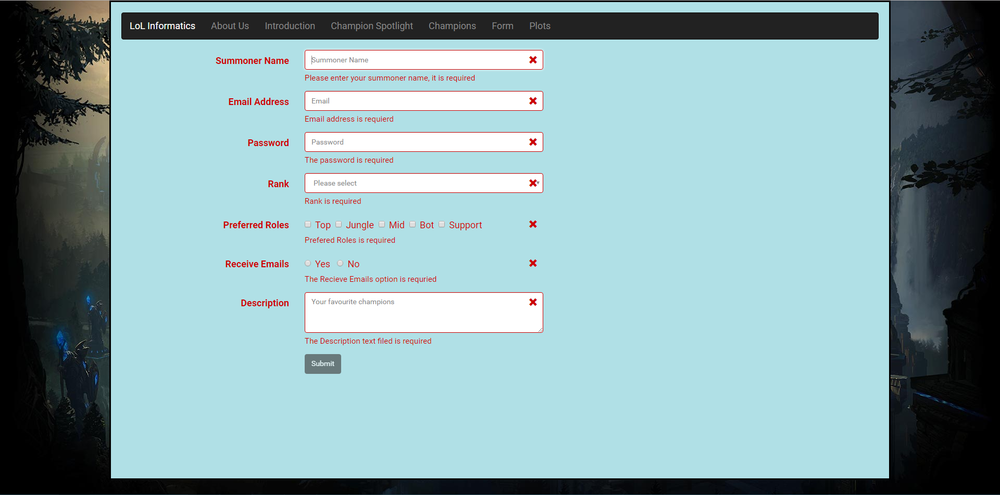 LoL Informatics About Us Introduction Champion Spotlight Champions Form Plots
Summoner Name Summoner Name
Please enter your summoner name, it is required
Email Address Email
Email address is requierd
Password Password
The password is required
Rank Please select
Rank is required
Preferred Roles Top Jungle Mid Bot Support
Prefered Roles is required
Receive Emails Yes No
The Recieve Emails option is requried
Description Your favourite champions
The Description text filed is required
Submit